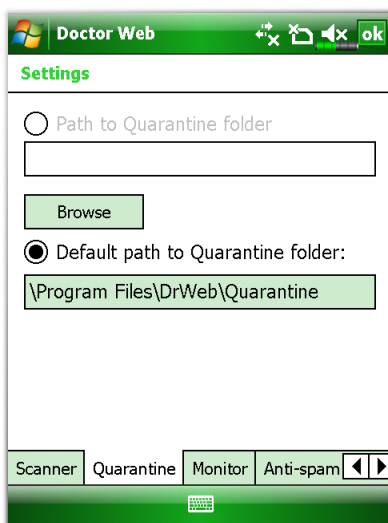 Doctor Web ok
Settings
Path to Quarantine folder
Browse
Default path to Quarantine folder:
\Program Files\DrWeb\Quarantine
Scanner Quarantine Monitor Anti-spam